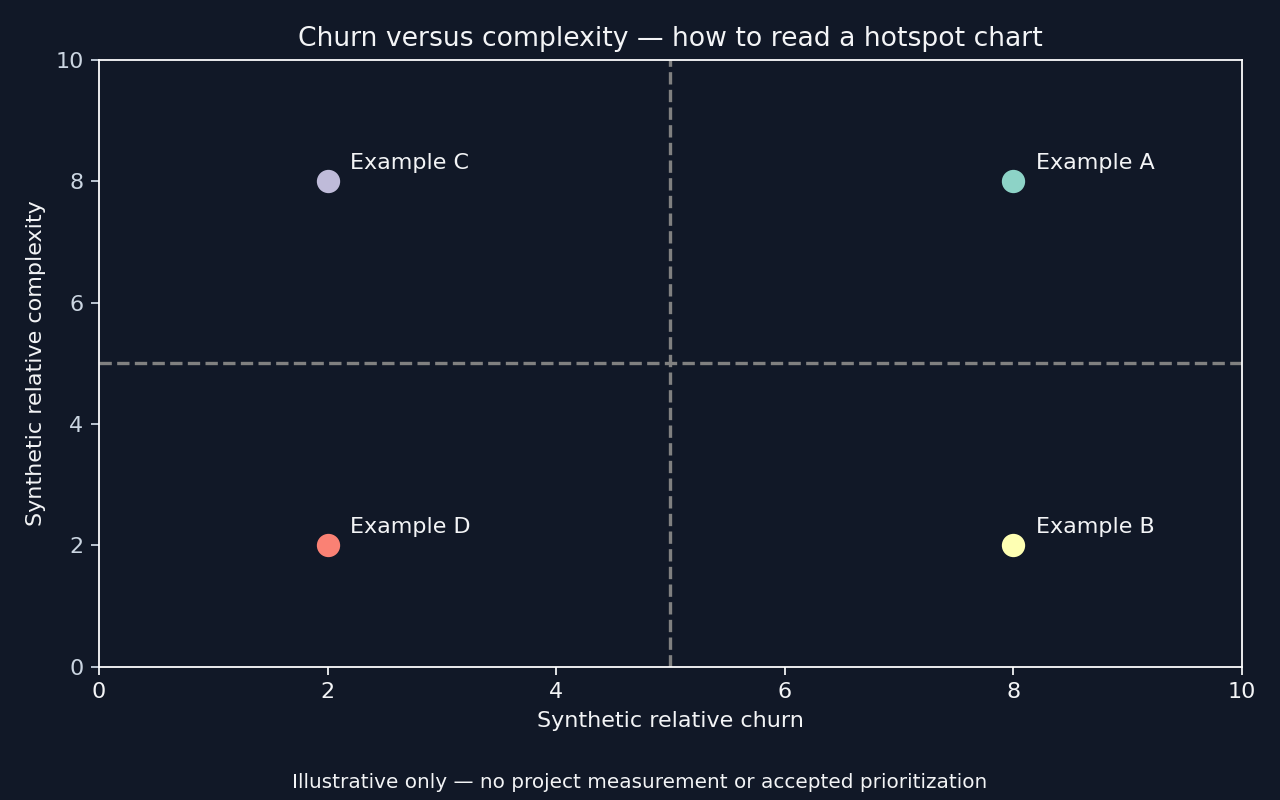 Churn versus complexity — how to read a hotspot chart
10
Example C
Example A
8
6
Synthetic relative complexity
4
Example D
Example B
2
0
0 2 4 6 8 10
Synthetic relative churn
Illustrative only — no project measurement or accepted prioritization